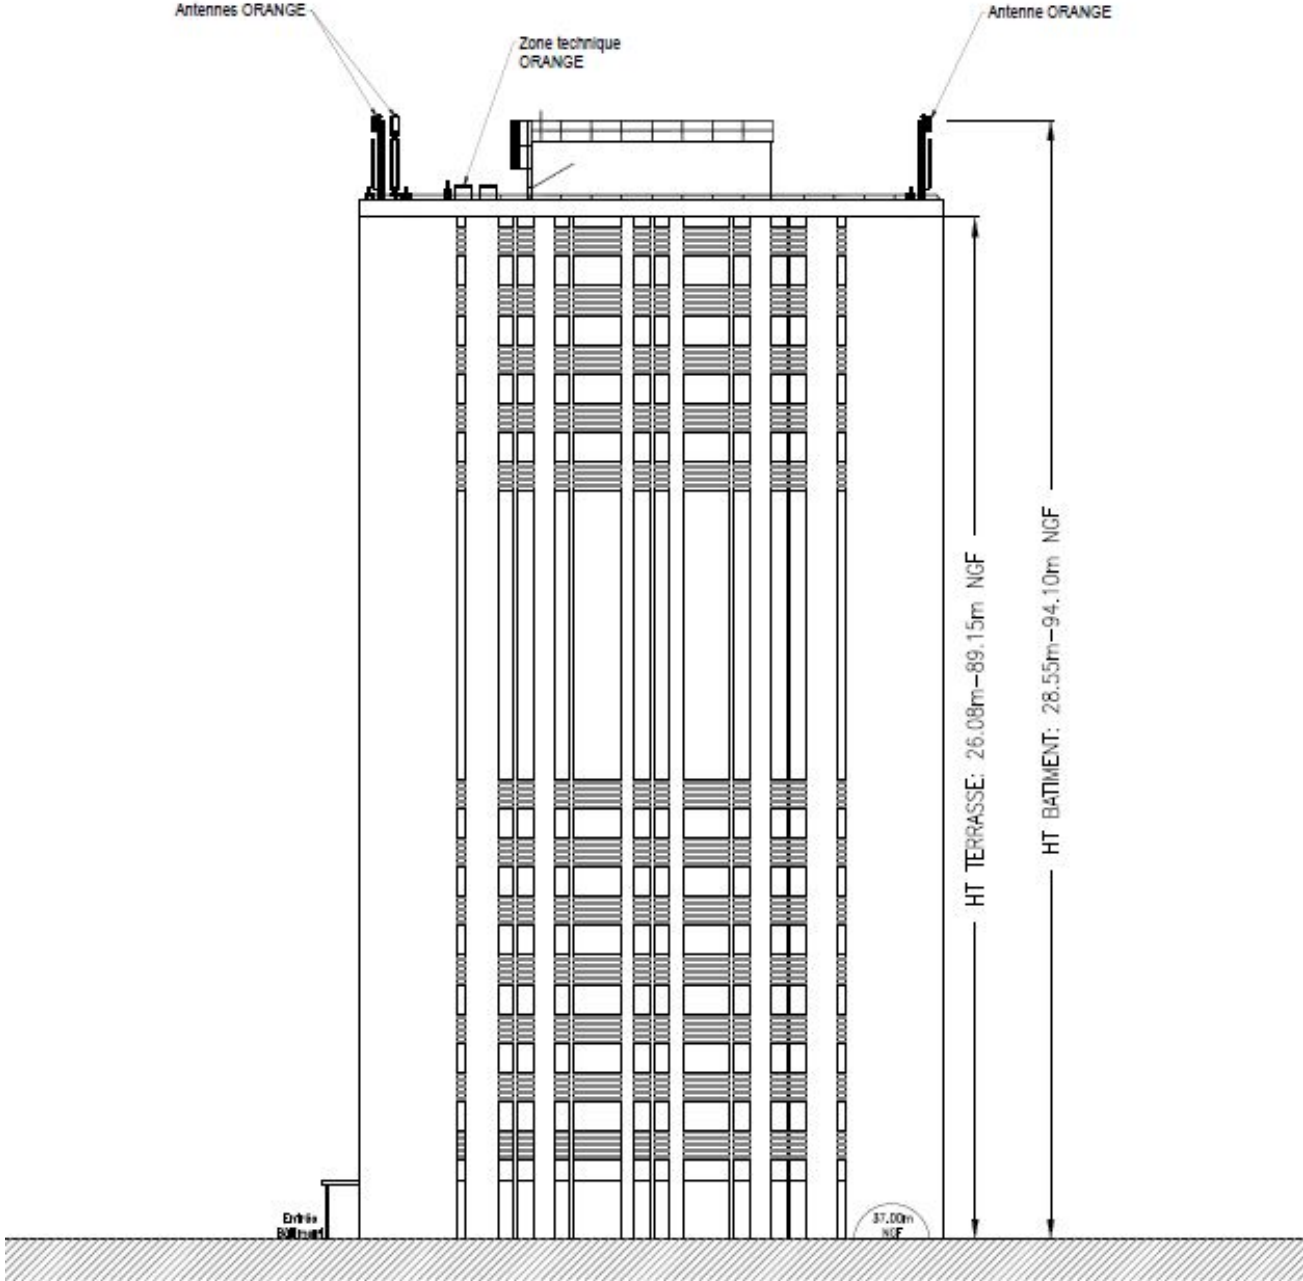 Antennes ORANGE
Antenne ORANGE
Zone technique
ORANGE
HT TERRASSE: 26.08m-89.15m NGF
HT BATIMENT: 28.55m-94.10m NGF
Entrée
Bâtiment
37.00m
NGF